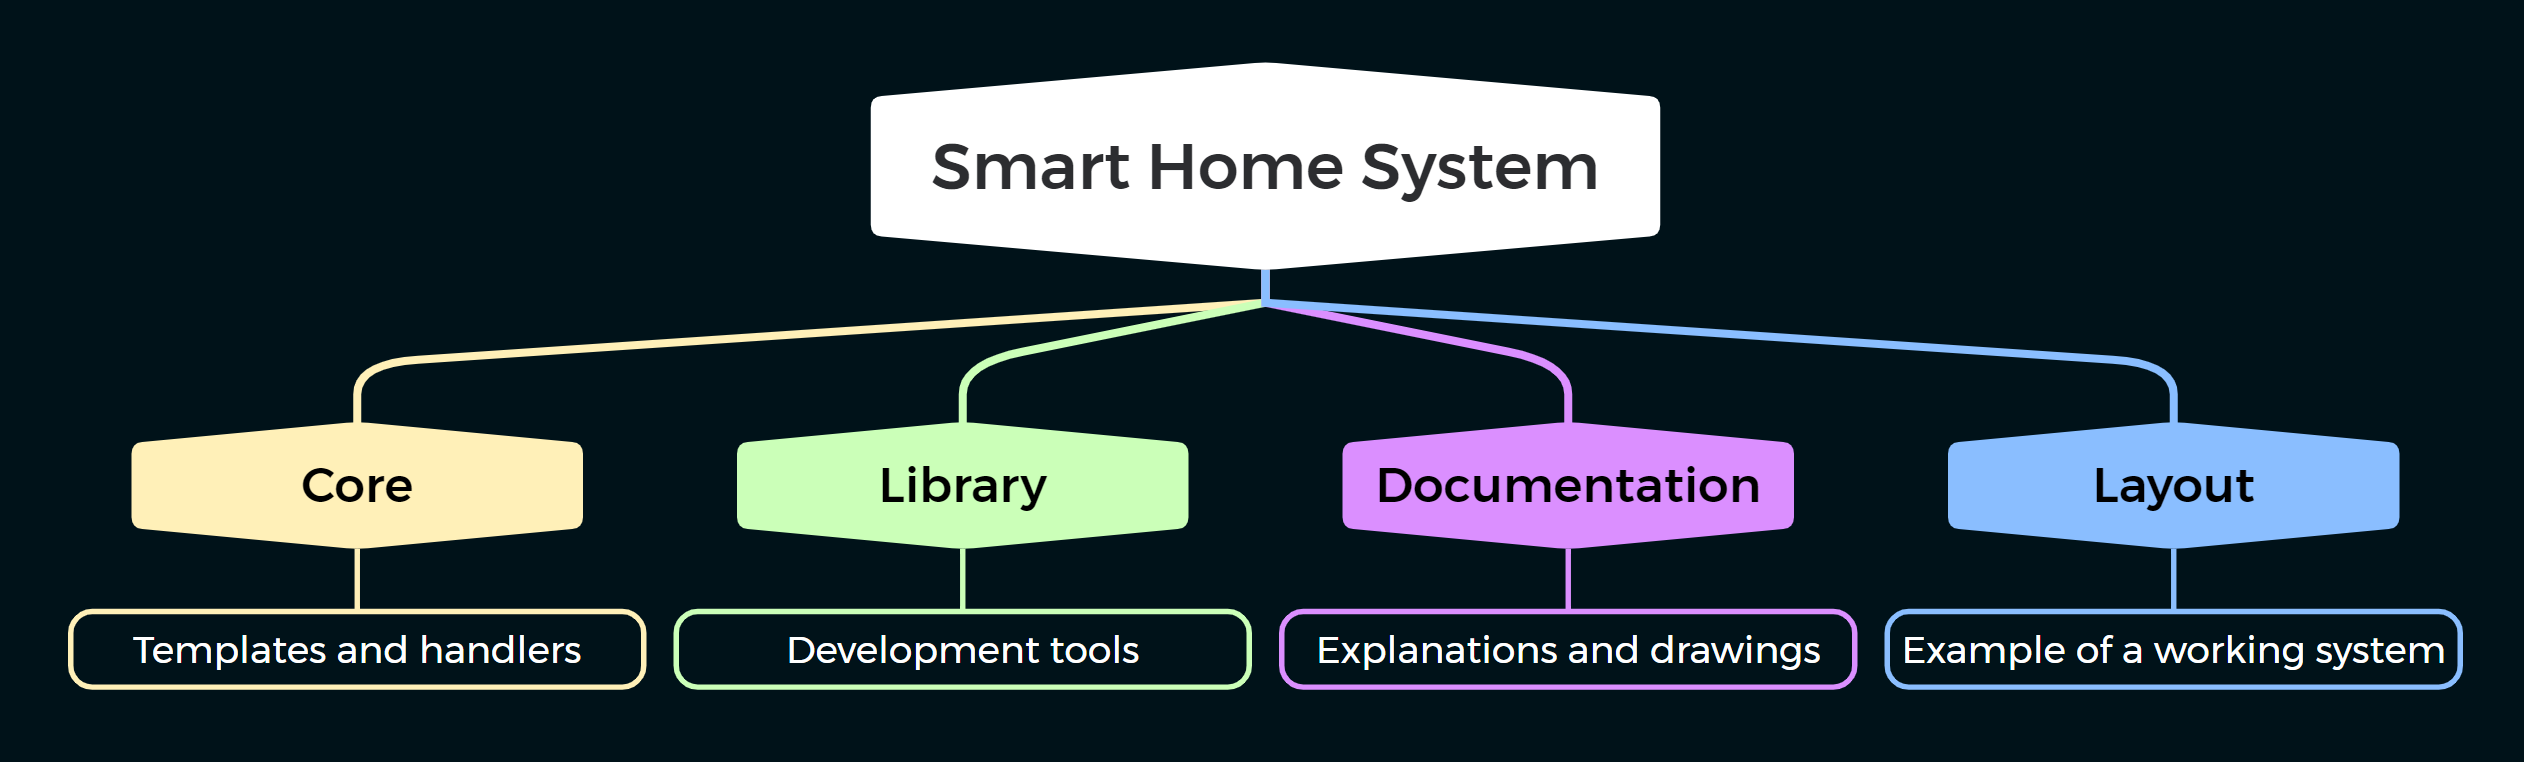 Smart Home System
Core
Library
Documentation
Layout
Templates and handlers
Development tools
Explanations and drawings
Example of a working system